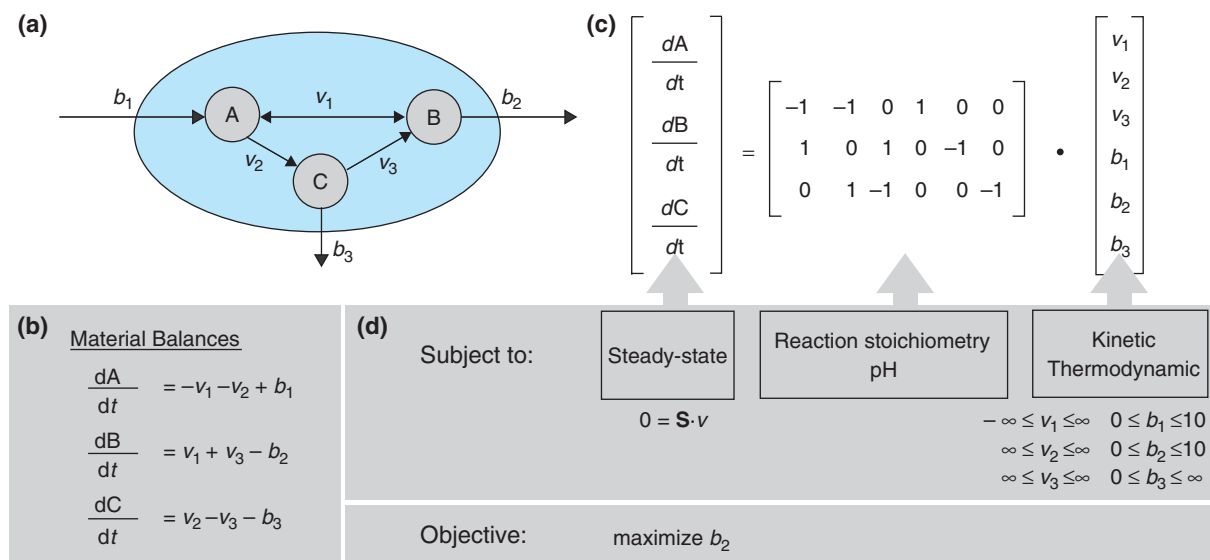 (a)
b1
A
v1
B
b2
v2
v3
C
b3
(b)
Material Balances
dA/dt = –v1 –v2 + b1
dB/dt = v1 + v3 – b2
dC/dt = v2 –v3 – b3
(c)
dA/dt
dB/dt
dC/dt
=
–1 –1 0 1 0 0
1 0 1 0 –1 0
0 1 –1 0 0 –1
•
v1
v2
v3
b1
b2
b3
(d)
Subject to:
Steady-state
0 = S·v
Reaction stoichiometry
pH
Kinetic
Thermodynamic
– ∞ ≤ v1 ≤∞ 0 ≤ b1 ≤10
∞ ≤ v2 ≤∞ 0 ≤ b2 ≤10
∞ ≤ v3 ≤∞ 0 ≤ b3 ≤ ∞
Objective:
maximize b2